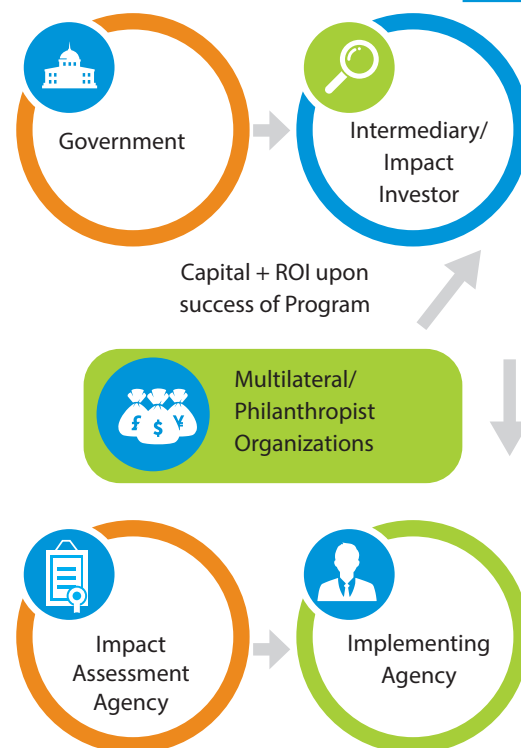 Government
Intermediary/
Impact
Investor
Capital + ROI upon
success of Program
£ $ ¥
Multilateral/
Philanthropist
Organizations
Impact
Assessment
Agency
Implementing
Agency